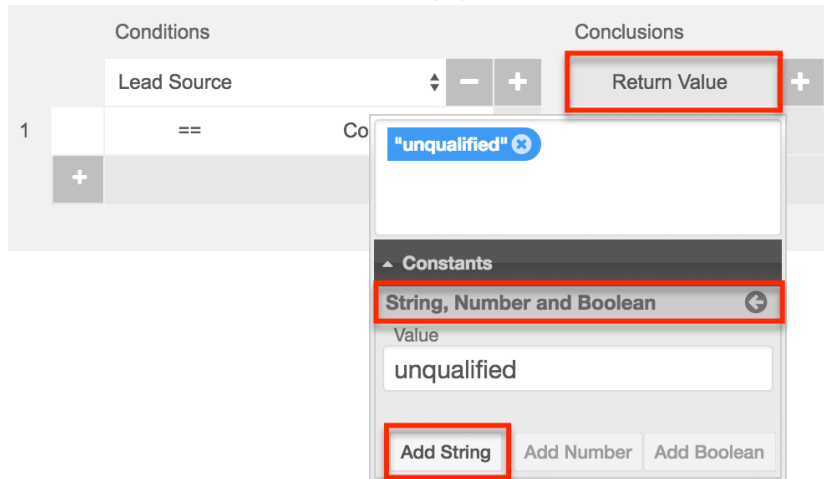 Conditions Conclusions
Lead Source − + Return Value +
1 == Co
"unqualified"
+
Constants
String, Number and Boolean
Value
unqualified
Add String Add Number Add Boolean